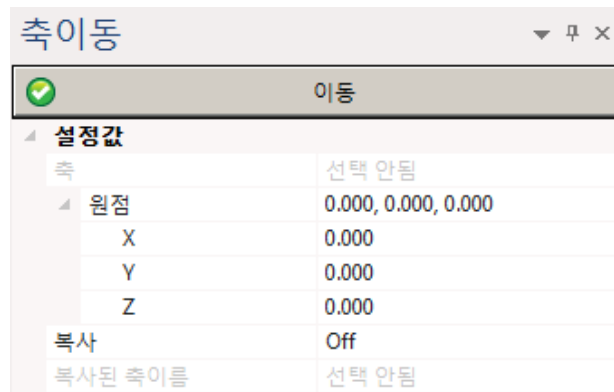 축이동
이동
설정값
축 선택 안됨
원점 0.000, 0.000, 0.000
X 0.000
Y 0.000
Z 0.000
복사 Off
복사된 축이름 선택 안됨